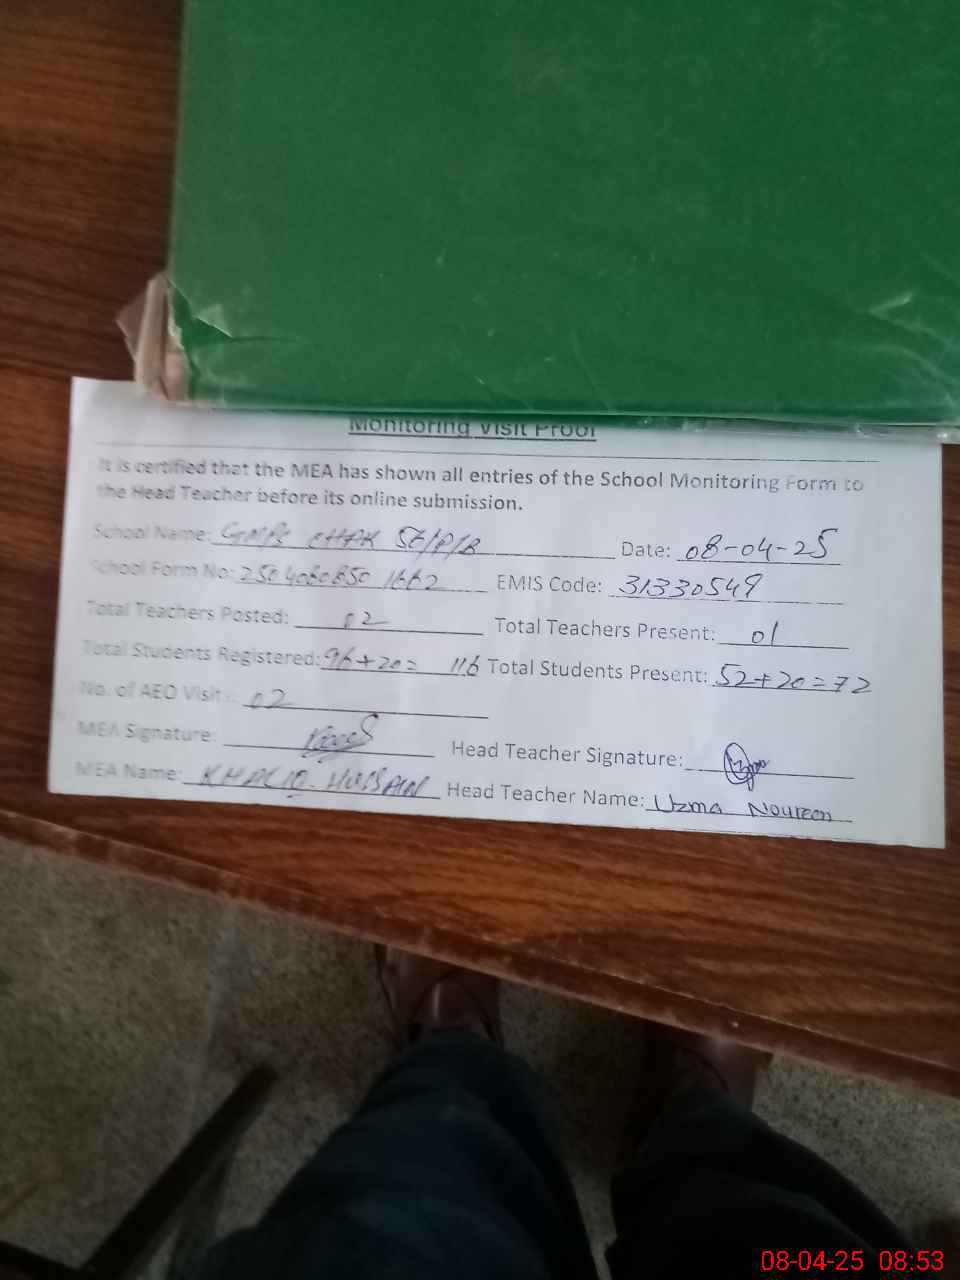 Monitoring Visit Proof
It is certified that the MEA has shown all entries of the School Monitoring Form to
the Head Teacher before its online submission.
School Name: GMPS CHAK Date: 08-04-25
School Form No: EMIS Code: 31330549
Total Teachers Posted: 02 Total Teachers Present: 01
Total Students Registered: 96+20= 116 Total Students Present: 52+20=72
No. of AEO Visit: 02
MEA Signature: Head Teacher Signature:
MEA Name: KHALIQ. HUSSAIN Head Teacher Name: Uzma Noureen
08-04-25 08:53